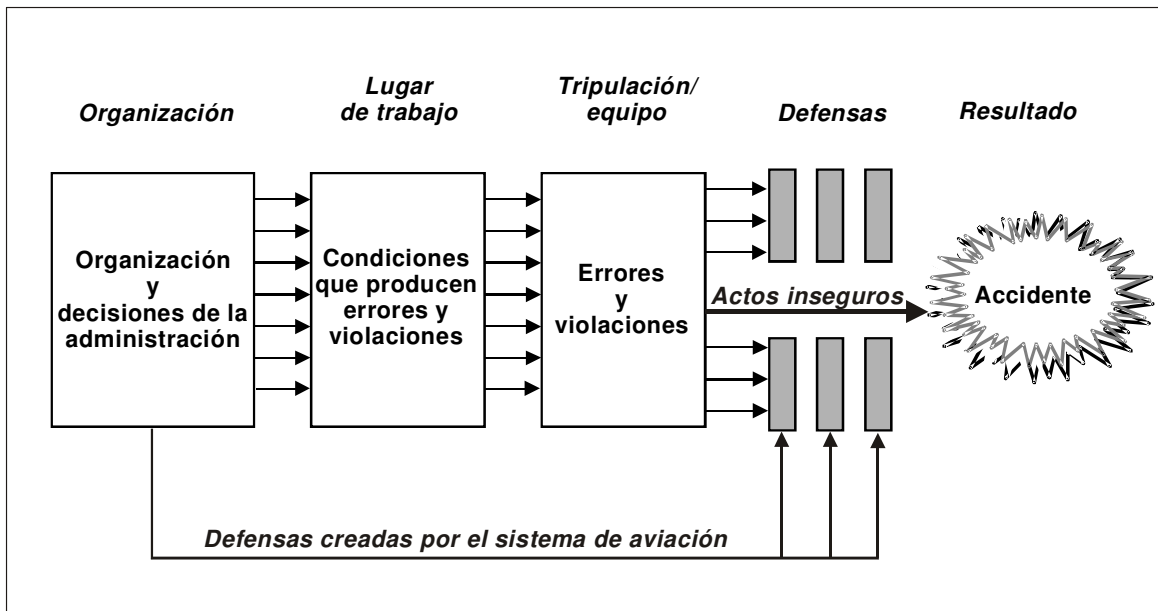 Organización
Lugar
de trabajo
Tripulación/
equipo
Defensas
Resultado
Organización
y
decisiones de la
administración
Condiciones
que producen
errores y
violaciones
Errores
y
violaciones
Actos inseguros
Accidente
Defensas creadas por el sistema de aviación